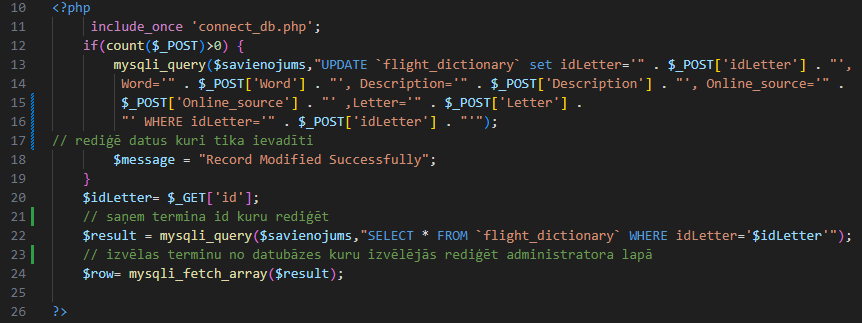 10 <?php
11 include_once 'connect_db.php';
12 if(count($_POST)>0) {
13 mysqli_query($savienojums,"UPDATE `flight_dictionary` set idLetter='" . $_POST['idLetter'] . "',
14 Word='" . $_POST['Word'] . "', Description='" . $_POST['Description'] . "', Online_source='" .
15 $_POST['Online_source'] . "' ,Letter='" . $_POST['Letter'] .
16 "' WHERE idLetter='" . $_POST['idLetter'] . "'");
17 // rediģē datus kuri tika ievadīti
18 $message = "Record Modified Successfully";
19 }
20 $idLetter= $_GET['id'];
21 // saņem termina id kuru rediģēt
22 $result = mysqli_query($savienojums,"SELECT * FROM `flight_dictionary` WHERE idLetter='$idLetter'");
23 // izvēlas terminu no datubāzes kuru izvēlējās rediģēt administratora lapā
24 $row= mysqli_fetch_array($result);
25
26 ?>